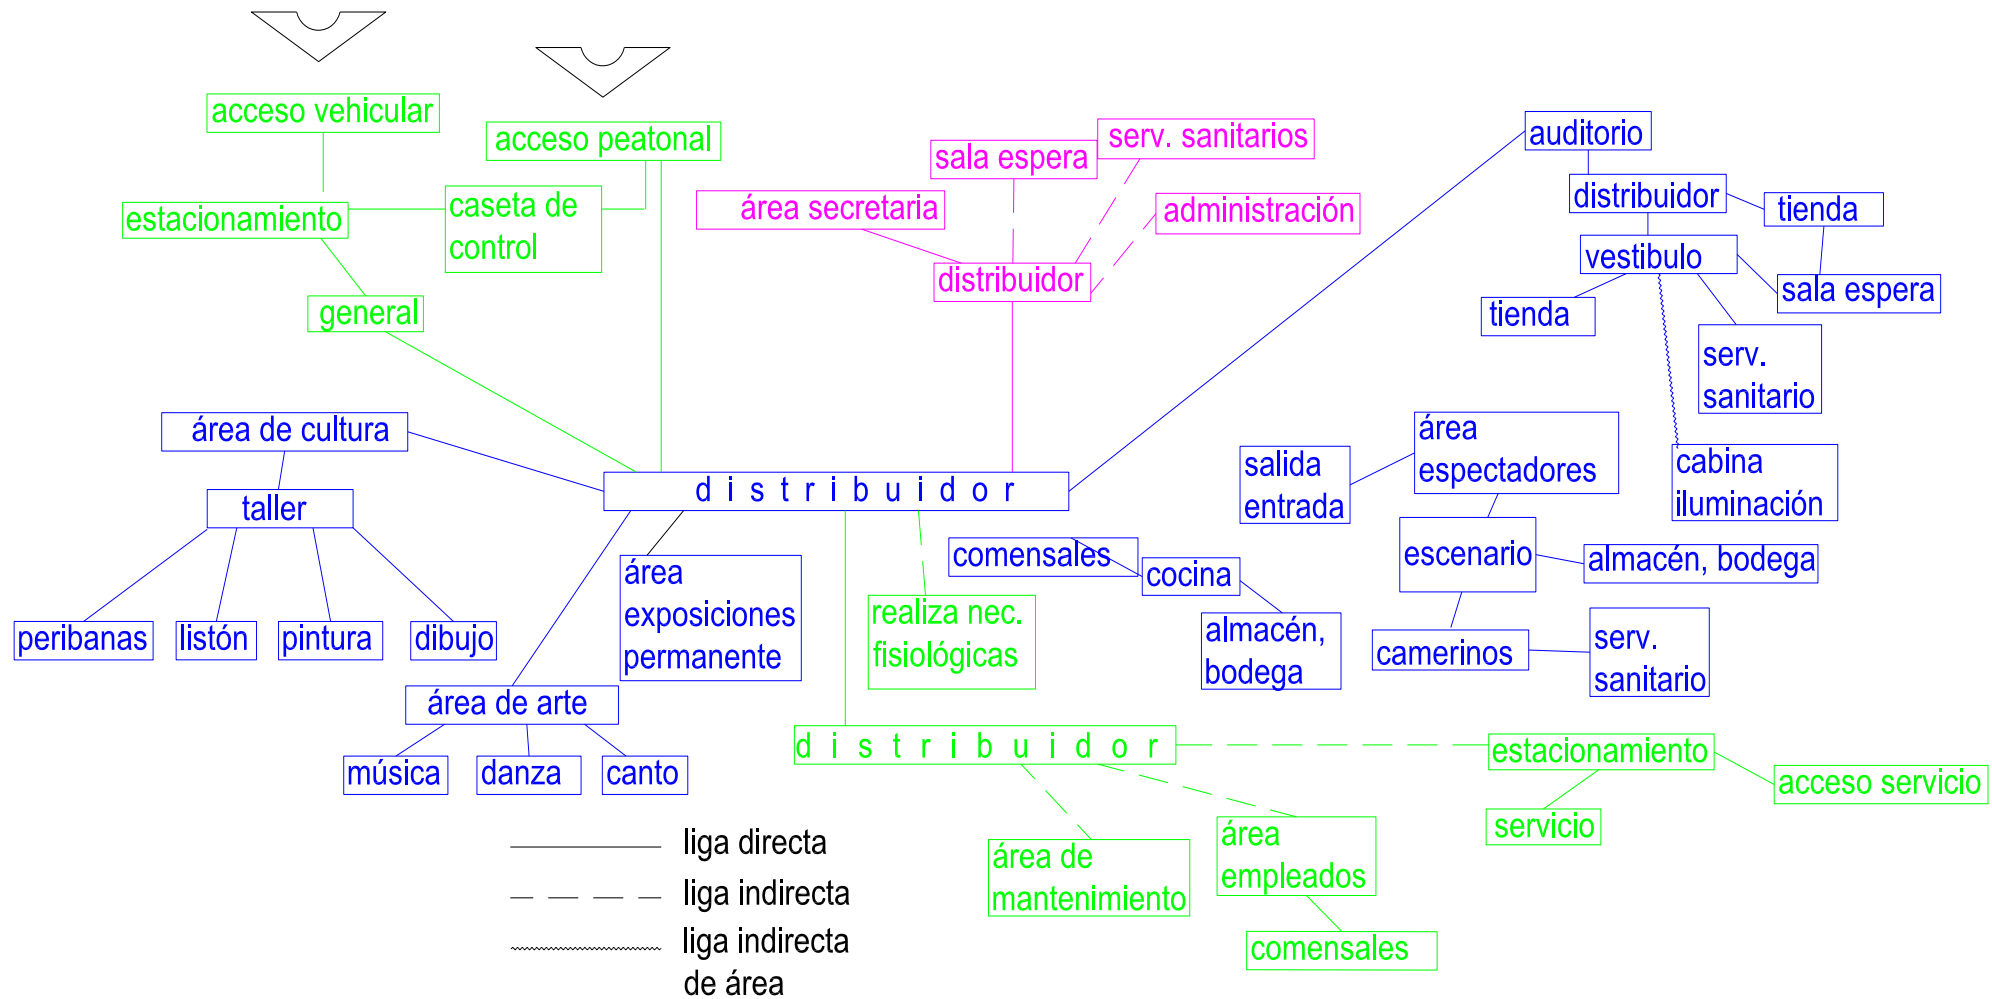 acceso vehicular
acceso peatonal
estacionamiento
caseta de
control
general
serv. sanitarios
sala espera
área secretaria
administración
distribuidor
auditorio
distribuidor
tienda
vestibulo
sala espera
tienda
serv.
sanitario
cabina
iluminación
área de cultura
taller
peribanas
listón
pintura
dibujo
distribuidor
área
exposiciones
permanente
área de arte
música
danza
canto
realiza nec.
fisiológicas
comensales
cocina
almacén,
bodega
salida
entrada
área
espectadores
escenario
almacén, bodega
camerinos
serv.
sanitario
distribuidor
estacionamiento
acceso servicio
servicio
área de
mantenimiento
área
empleados
comensales
liga directa
liga indirecta
liga indirecta
de área